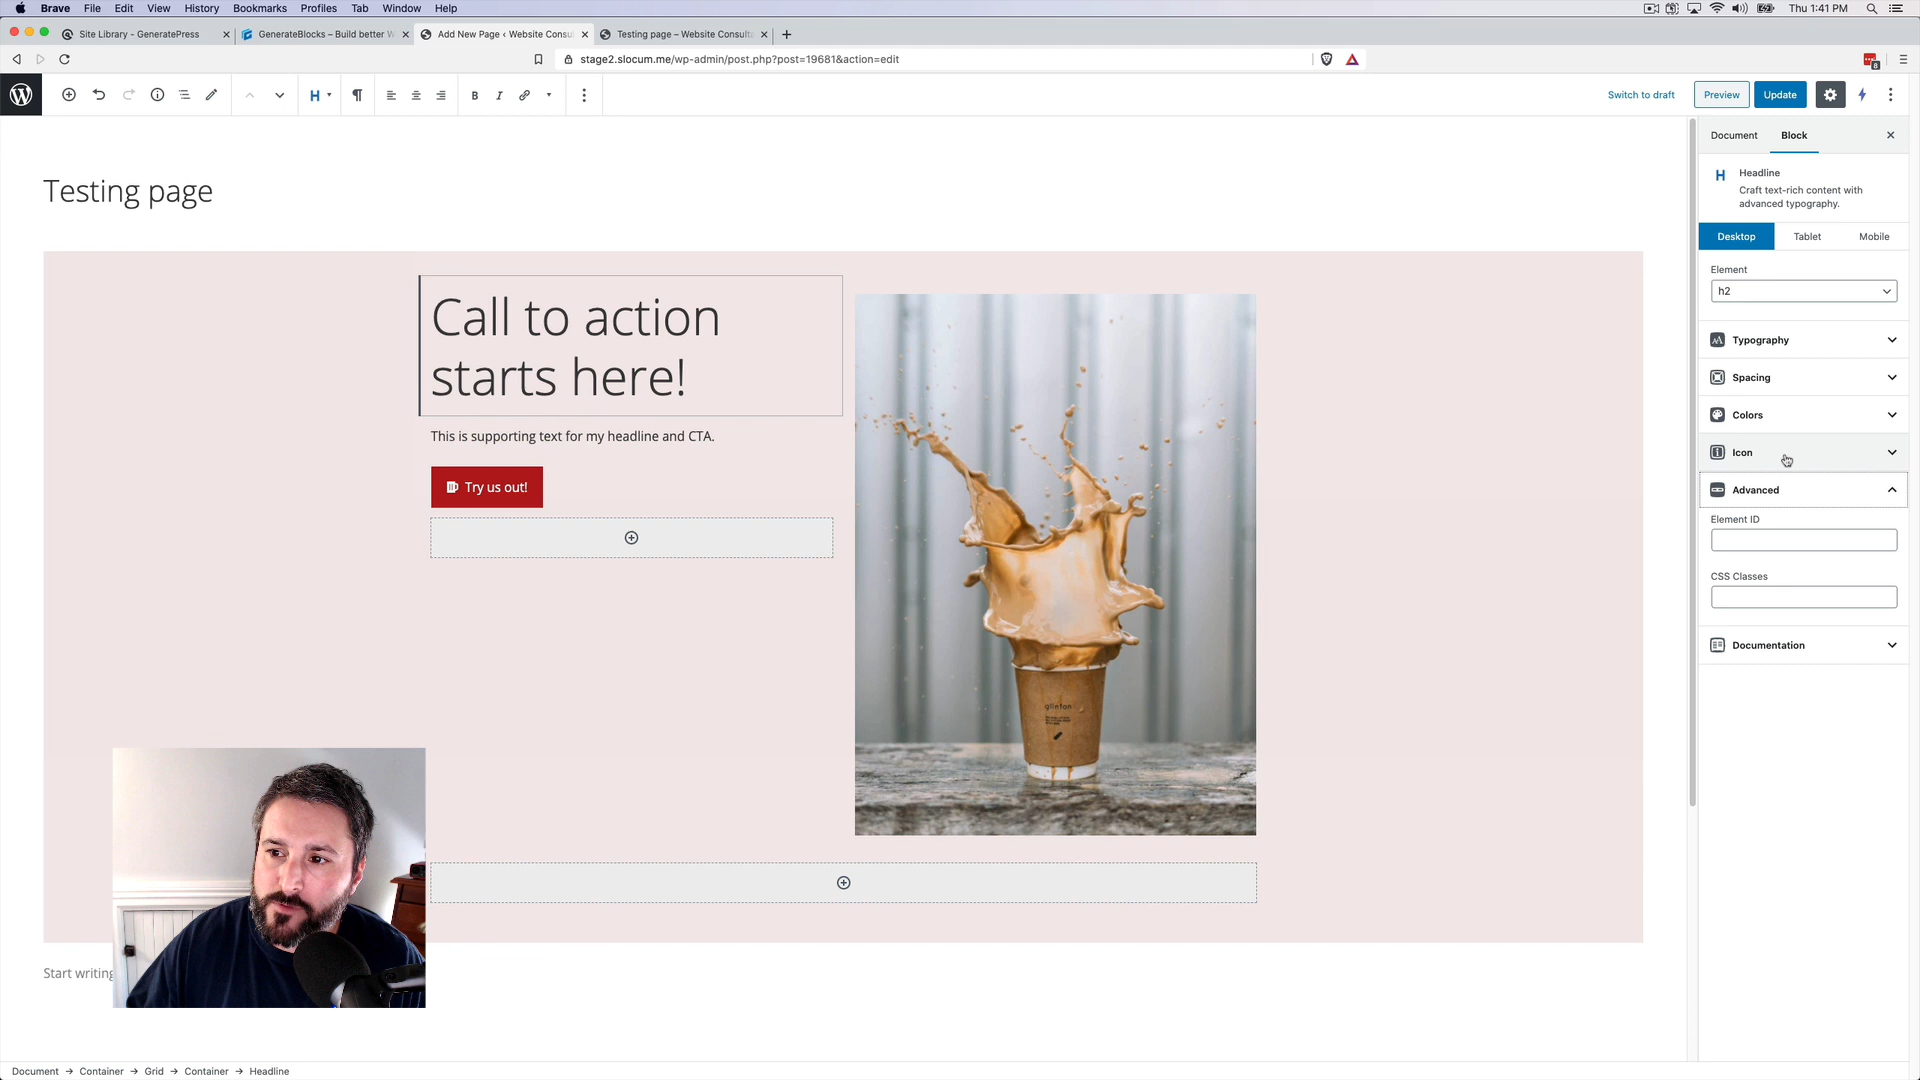 Brave File Edit View History Bookmarks Profiles Tab Window Help Thu 1:41 PM
Site Library - GeneratePress
GenerateBlocks – Build better W
Add New Page ‹ Website Consu
Testing page – Website Consulta
stage2.slocum.me/wp-admin/post.php?post=19681&action=edit
H B I
Switch to draft Preview Update
Document Block
Testing page
H Headline
Craft text-rich content with
advanced typography.
Desktop Tablet Mobile
Element
h2
Typography
Spacing
Colors
Icon
Advanced
Element ID
CSS Classes
Documentation
Call to action
starts here!
This is supporting text for my headline and CTA.
Try us out!
glinton
Start writing
Document → Container → Grid → Container → Headline